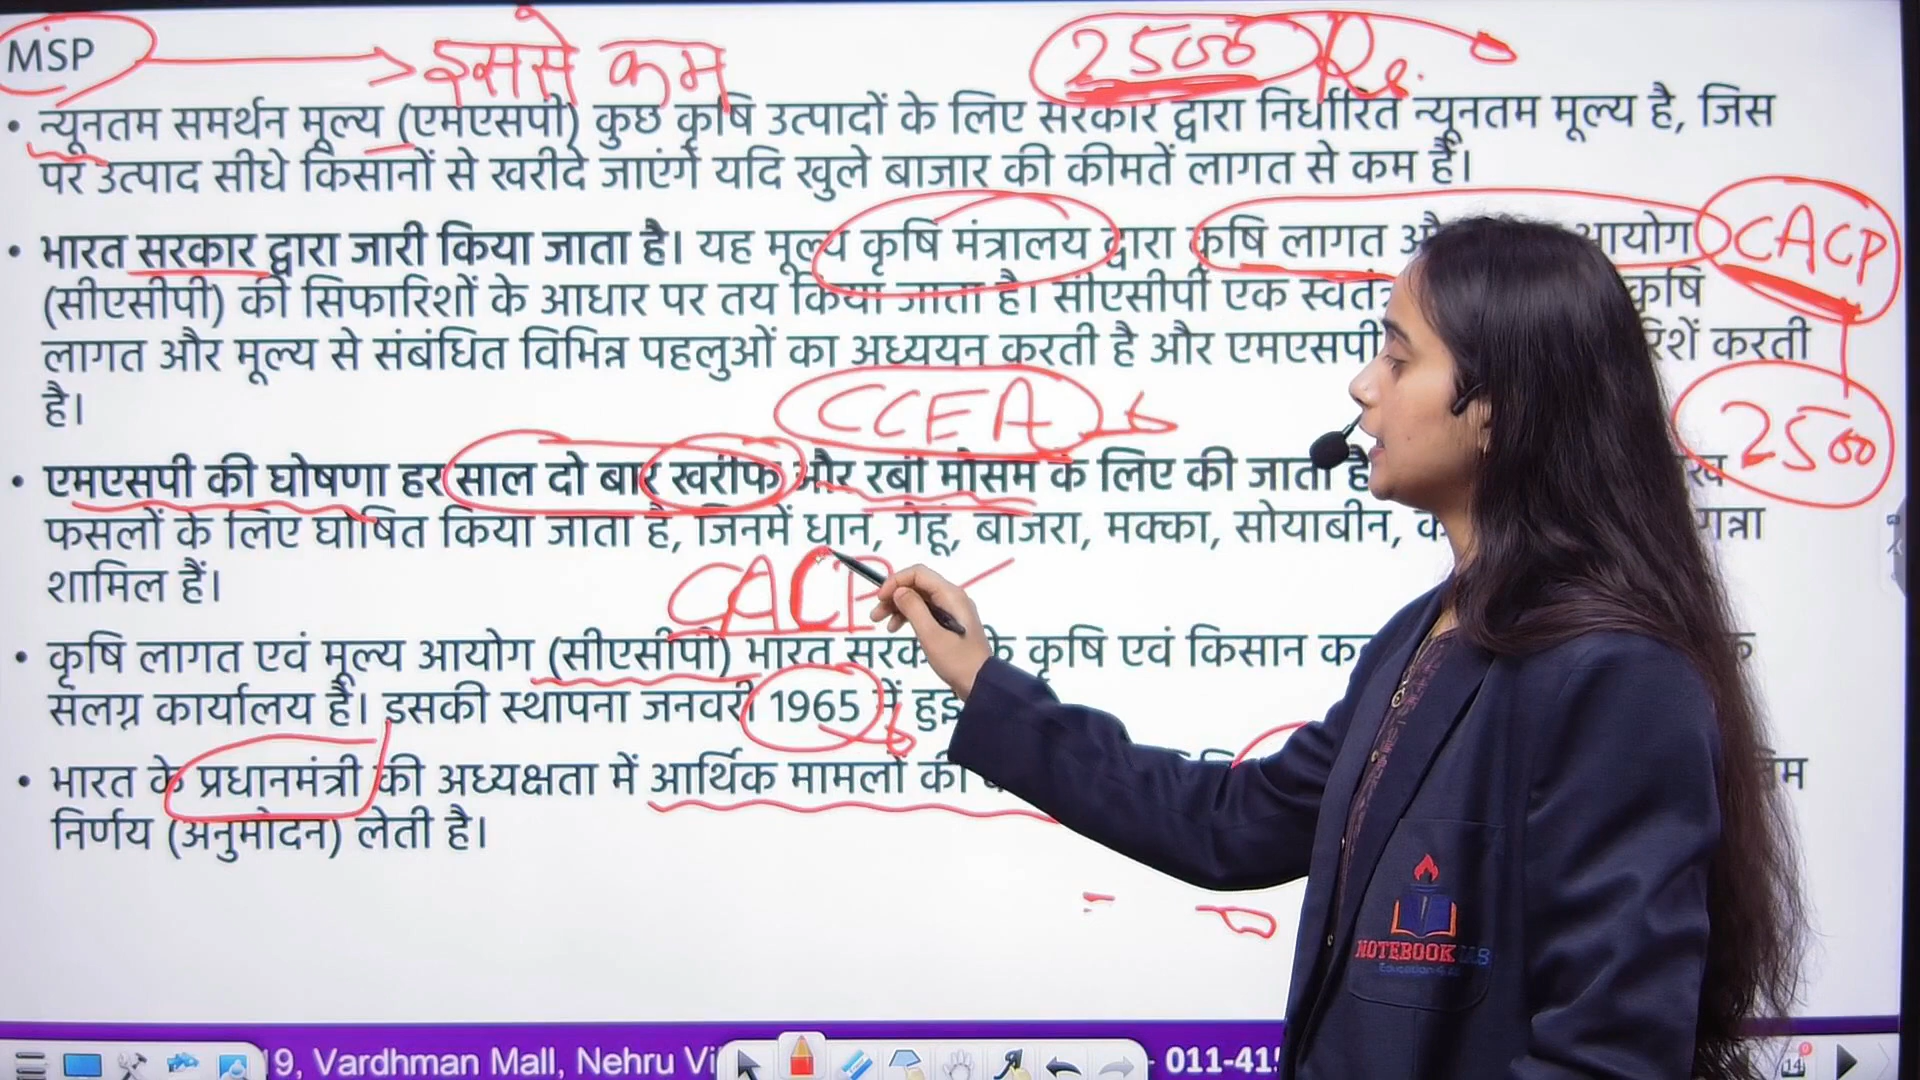 MSP
इससे कम
2500 Rs.
• न्यूनतम समर्थन मूल्य (एमएसपी) कुछ कृषि उत्पादों के लिए सरकार द्वारा निर्धारित न्यूनतम मूल्य है, जिस
पर उत्पाद सीधे किसानों से खरीदे जाएंगे यदि खुले बाजार की कीमतें लागत से कम हैं।
• भारत सरकार द्वारा जारी किया जाता है। यह मूल्य कृषि मंत्रालय द्वारा कृषि लागत आयोग
CACP
(सीएसीपी) की सिफारिशों के आधार पर तय किया जाता है। सीएसीपी एक कृषि
लागत और मूल्य से संबंधित विभिन्न पहलुओं का अध्ययन करती है और एमएसपी करती
है।
CCEA
2500
• एमएसपी की घोषणा हर साल दो बार खरीफ और रबी मौसम के लिए की जाती है
फसलों के लिए घोषित किया जाता है, जिनमें धान, गेहूं, बाजरा, मक्का, सोयाबीन, गन्ना
शामिल हैं।
CACP
• कृषि लागत एवं मूल्य आयोग (सीएसीपी) भारत के कृषि एवं किसान
संलग्न कार्यालय है। इसकी स्थापना जनवरी 1965 में
• भारत के प्रधानमंत्री की अध्यक्षता में आर्थिक मामलों की
निर्णय (अनुमोदन) लेती है।
NOTEBOOK IAS
19, Vardhman Mall, Nehru
011-41
14